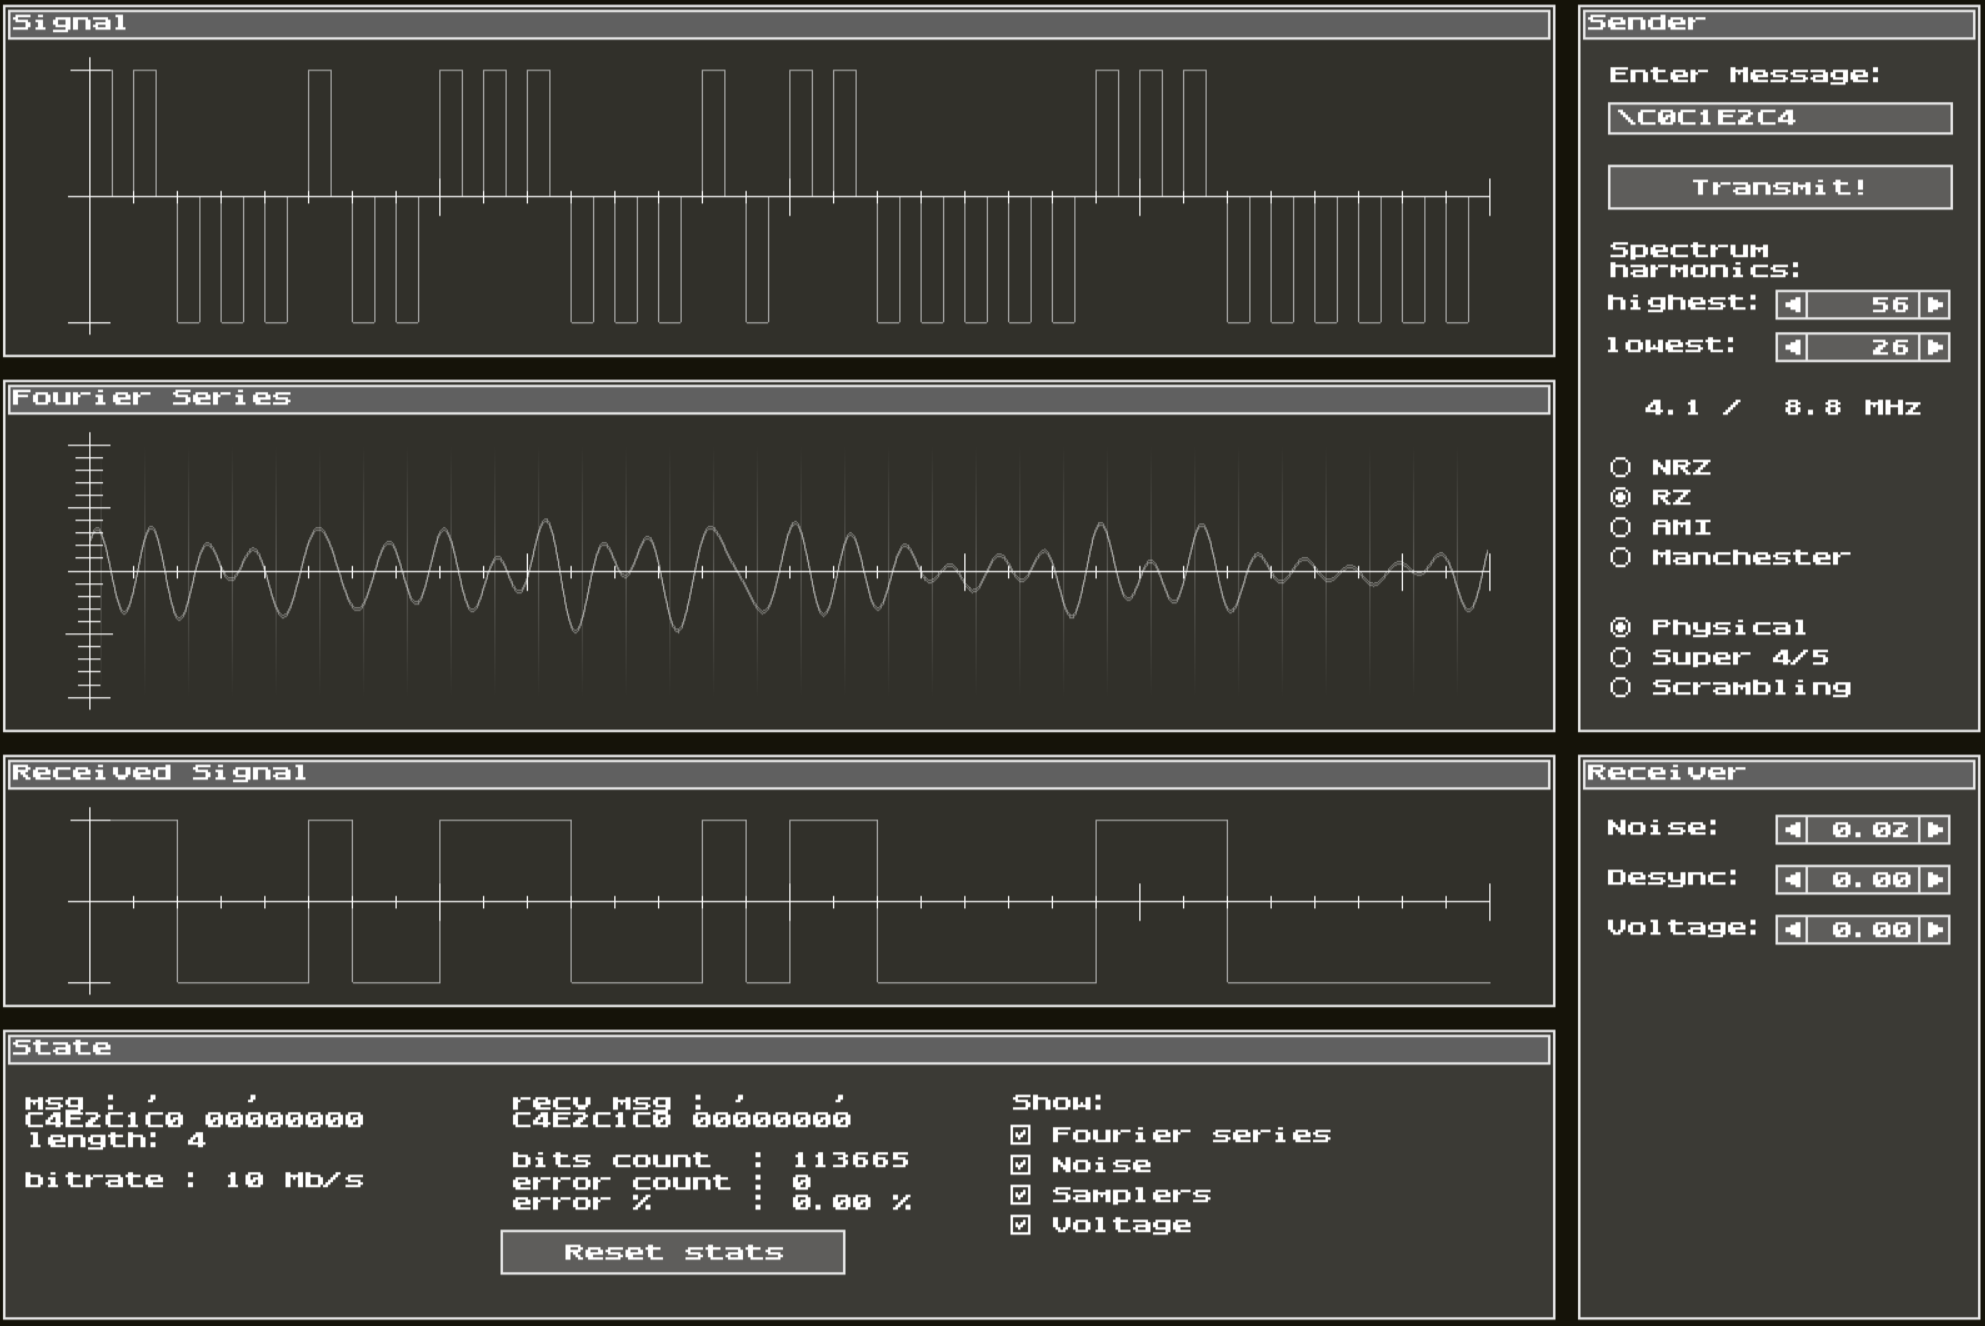 Signal
Fourier Series
Received Signal
State
msg : ' '
C4E2C1C0 00000000
length: 4
bitrate : 10 Mb/s
recv msg : ' '
C4E2C1C0 00000000
bits count : 113665
error count : 0
error % : 0.00 %
Reset stats
Show:
Fourier series
Noise
Samplers
Voltage
Sender
Enter Message:
\C0C1E2C4
Transmit!
Spectrum
harmonics:
highest: 56
lowest: 26
4.1 / 8.8 MHz
NRZ
RZ
AMI
Manchester
Physical
Super 4/5
Scrambling
Receiver
Noise: 0.02
Desync: 0.00
Voltage: 0.00